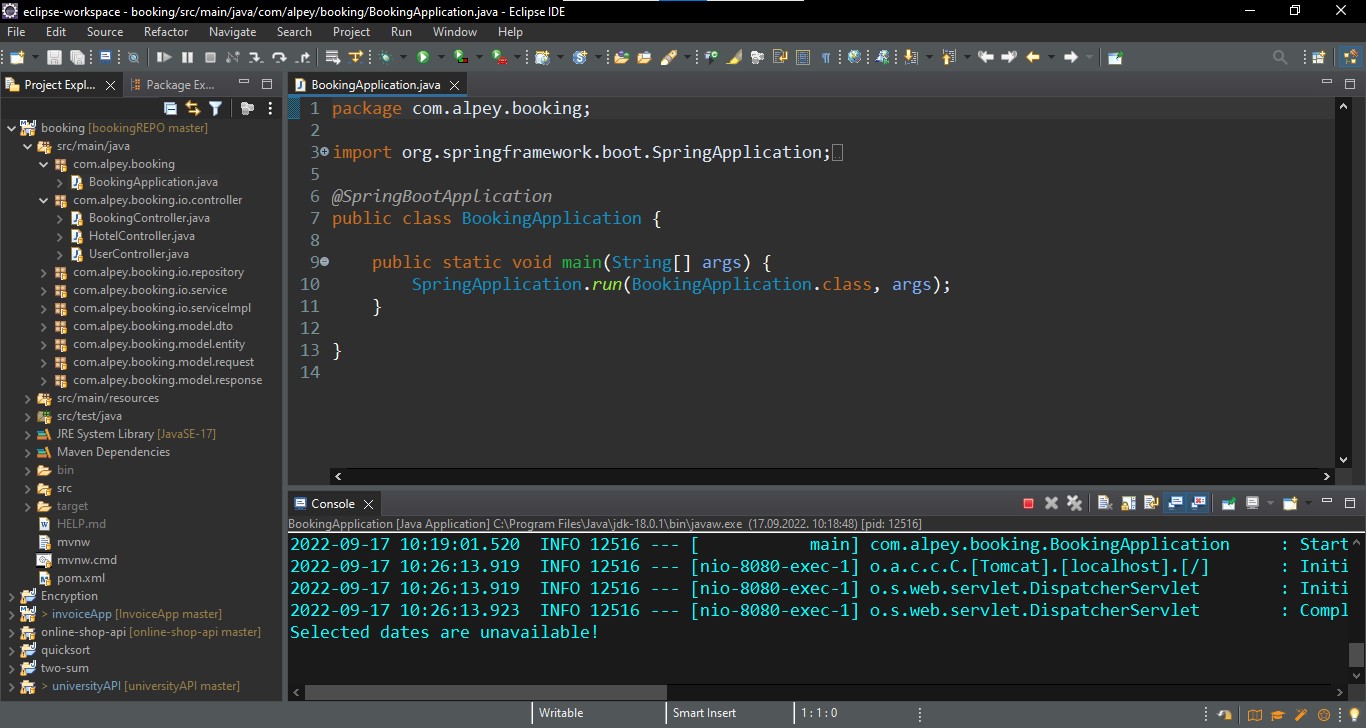 eclipse-workspace - booking/src/main/java/com/alpey/booking/BookingApplication.java - Eclipse IDE
File Edit Source Refactor Navigate Search Project Run Window Help
Project Expl... Package Ex...
booking [bookingREPO master]
src/main/java
com.alpey.booking
BookingApplication.java
com.alpey.booking.io.controller
BookingController.java
HotelController.java
UserController.java
com.alpey.booking.io.repository
com.alpey.booking.io.service
com.alpey.booking.io.serviceImpl
com.alpey.booking.model.dto
com.alpey.booking.model.entity
com.alpey.booking.model.request
com.alpey.booking.model.response
src/main/resources
src/test/java
JRE System Library [JavaSE-17]
Maven Dependencies
bin
src
target
HELP.md
mvnw
mvnw.cmd
pom.xml
Encryption
> invoiceApp [InvoiceApp master]
online-shop-api [online-shop-api master]
quicksort
two-sum
> universityAPI [universityAPI master]
BookingApplication.java
1 package com.alpey.booking;
2
3 import org.springframework.boot.SpringApplication;
5
6 @SpringBootApplication
7 public class BookingApplication {
8
9 public static void main(String[] args) {
10 SpringApplication.run(BookingApplication.class, args);
11 }
12
13 }
14
Console
BookingApplication [Java Application] C:\Program Files\Java\jdk-18.0.1\bin\javaw.exe (17.09.2022. 10:18:48) [pid: 12516]
2022-09-17 10:19:01.520 INFO 12516 --- [ main] com.alpey.booking.BookingApplication : Start
2022-09-17 10:26:13.919 INFO 12516 --- [nio-8080-exec-1] o.a.c.c.C.[Tomcat].[localhost].[/] : Initi
2022-09-17 10:26:13.919 INFO 12516 --- [nio-8080-exec-1] o.s.web.servlet.DispatcherServlet : Initi
2022-09-17 10:26:13.923 INFO 12516 --- [nio-8080-exec-1] o.s.web.servlet.DispatcherServlet : Compl
Selected dates are unavailable!
Writable Smart Insert 1 : 1 : 0